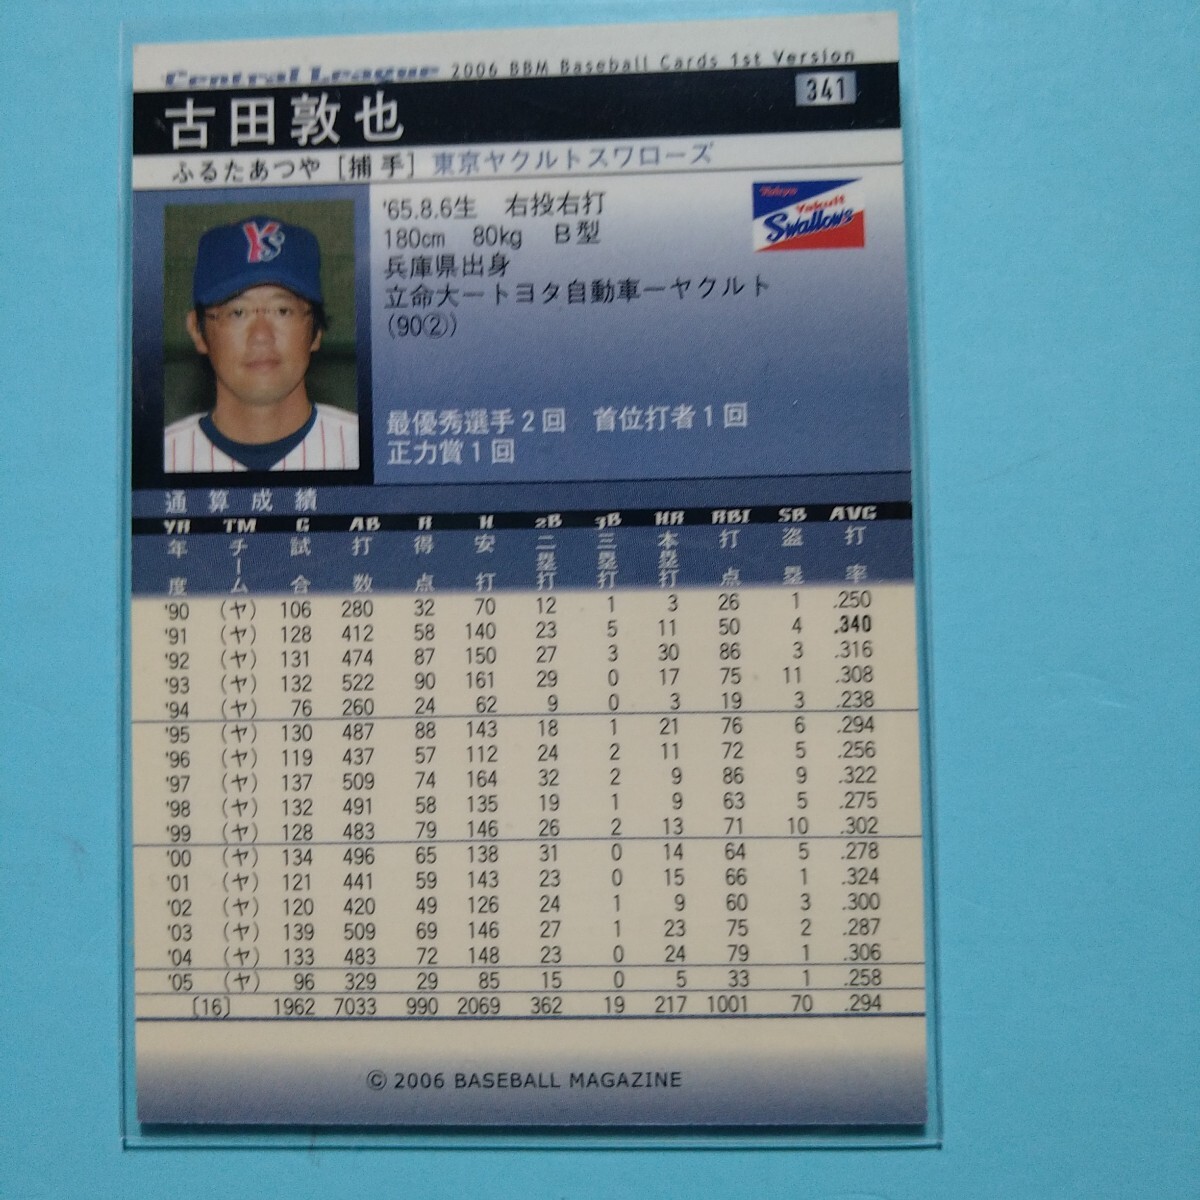 Central League 2006 BBM Baseball Cards 1st Version
341
古田敦也
ふるたあつや [捕手] 東京ヤクルトスワローズ
'65.8.6生 右投右打
180cm 80kg B型
兵庫県出身
立命大ートヨタ自動車ーヤクルト
(90②))
Yakult
Swallows
YS
最優秀選手2回 首位打者1回
正力賞1回
通算成績
YR TM G AB R H 2B 3B HR RBI SB AVG
年度 チーム 試合 打数 得点 安打 二塁打 三塁打 本塁打 打点 盗塁 打率
'90 (ヤ) 106 280 32 70 12 1 3 26 1 .250
'91 (ヤ) 128 412 58 140 23 5 11 50 4 .340
'92 (ヤ) 131 474 87 150 27 3 30 86 3 .316
'93 (ヤ) 132 522 90 161 29 0 17 75 11 .308
'94 (ヤ) 76 260 24 62 9 0 3 19 3 .238
'95 (ヤ) 130 487 88 143 18 1 21 76 6 .294
'96 (ヤ) 119 437 57 112 24 2 11 72 5 .256
'97 (ヤ) 137 509 74 164 32 2 9 86 9 .322
'98 (ヤ) 132 491 58 135 19 1 9 63 5 .275
'99 (ヤ) 128 483 79 146 26 2 13 71 10 .302
'00 (ヤ) 134 496 65 138 31 0 14 64 5 .278
'01 (ヤ) 121 441 59 143 23 0 15 66 1 .324
'02 (ヤ) 120 420 49 126 24 1 9 60 3 .300
'03 (ヤ) 139 509 69 146 27 1 23 75 2 .287
'04 (ヤ) 133 483 72 148 23 0 24 79 1 .306
'05 (ヤ) 96 329 29 85 15 0 5 33 1 .258
〔16〕 1962 7033 990 2069 362 19 217 1001 70 .294
© 2006 BASEBALL MAGAZINE